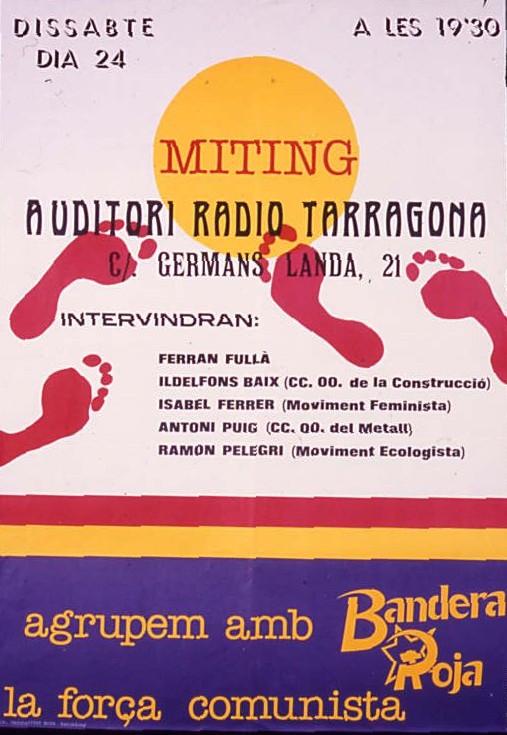 DISSABTE
DIA 24
A LES 19'30
MITING
AUDITORI RADIO TARRAGONA
C/. GERMANS LANDA, 21
INTERVINDRAN:
FERRAN FULLÀ
ILDELFONS BAIX (CC. OO. de la Construcció)
ISABEL FERRER (Moviment Feminista)
ANTONI PUIG (CC. OO. del Metall)
RAMON PELEGRI (Moviment Ecologista)
agrupem amb Bandera Roja
la força comunista